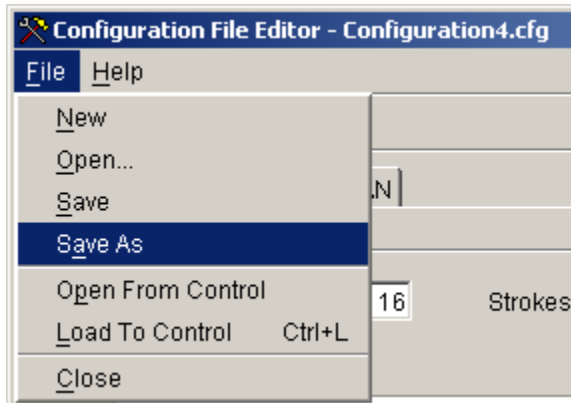 Configuration File Editor - Configuration4.cfg
File Help
New
Open...
Save
Save As
Open From Control
Load To Control Ctrl+L
Close
16 Strokes